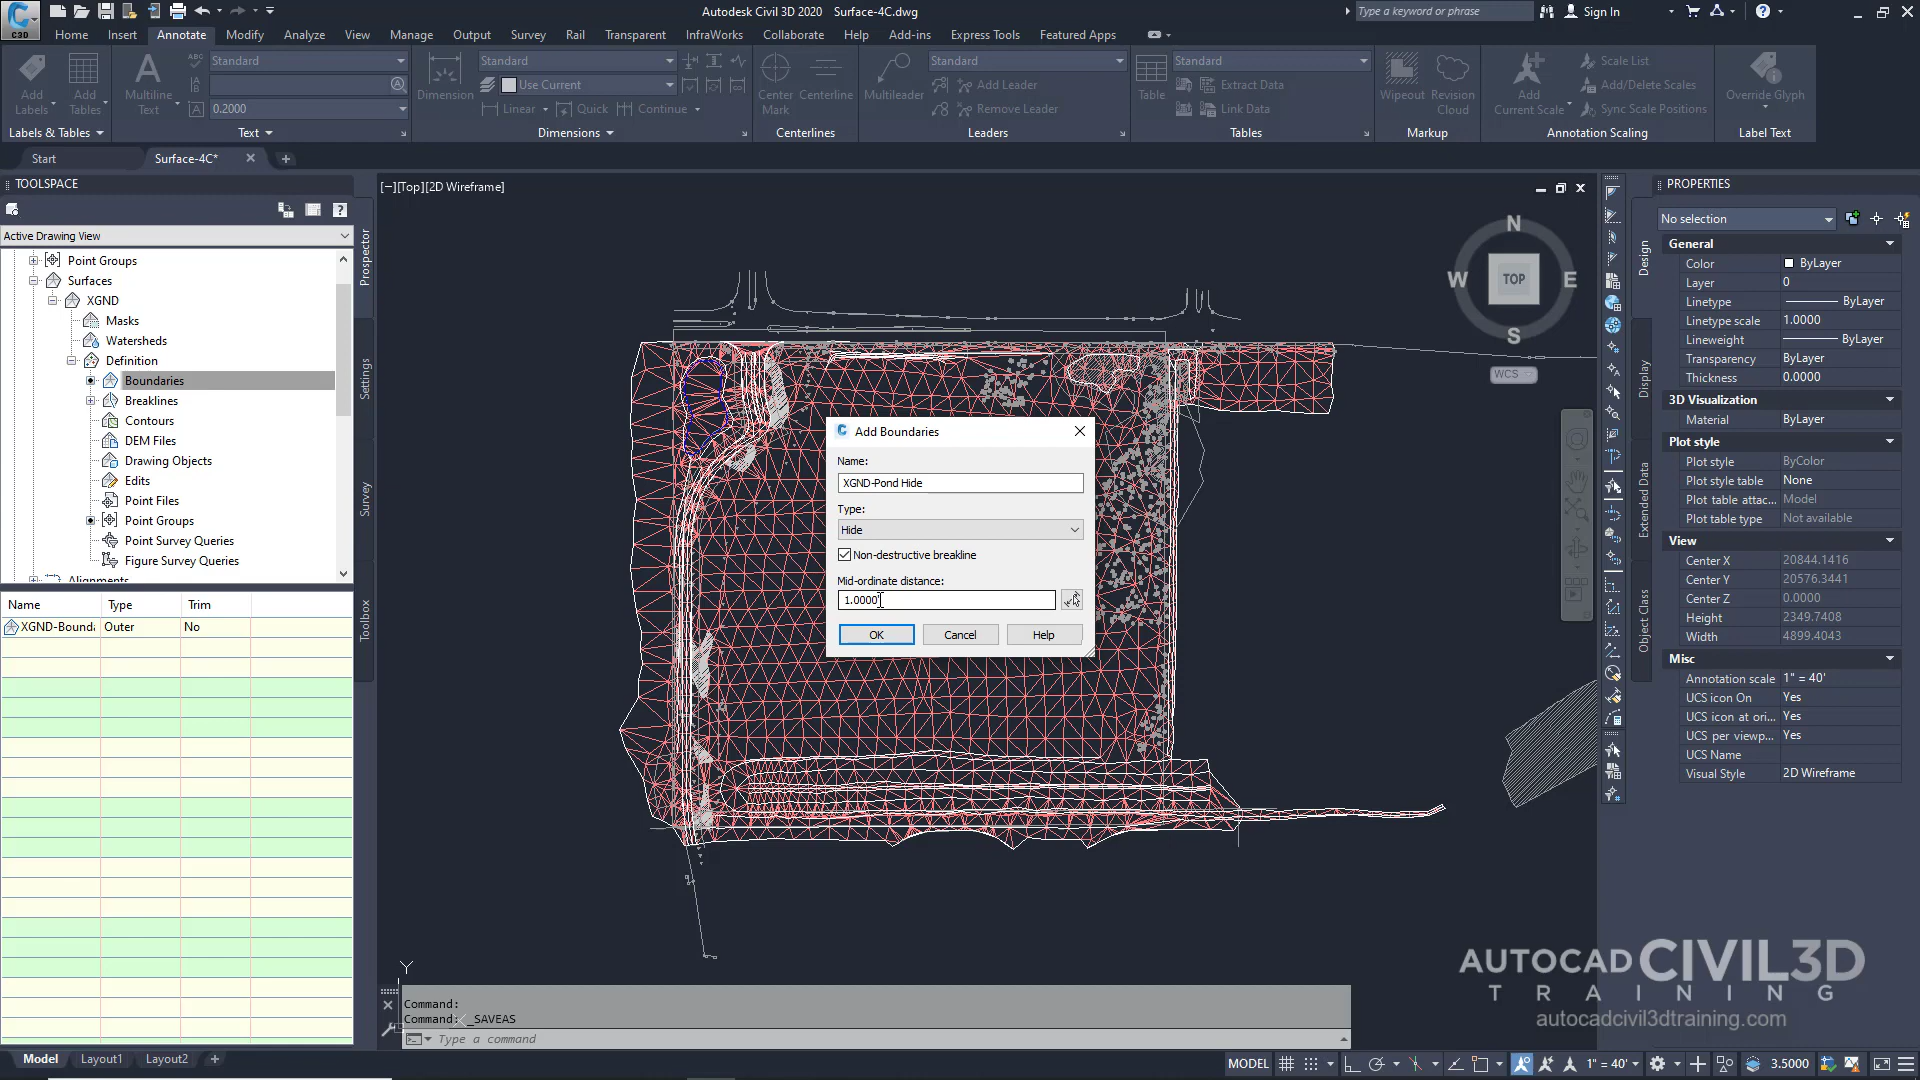 Autodesk Civil 3D 2020 Surface-4C.dwg
Type a keyword or phrase
Sign In
C3D
Home Insert Annotate Modify Analyze View Manage Output Survey Rail Transparent InfraWorks Collaborate Help Add-ins Express Tools Featured Apps
Add Labels
Add Tables
Labels & Tables
Multiline Text
ABC
Standard
0.2000
Text
Dimension
Standard
Use Current
Linear Quick Continue
Dimensions
Center Mark
Centerline
Centerlines
Multileader
Standard
Add Leader
Remove Leader
Leaders
Table
Standard
Extract Data
Link Data
Tables
Wipeout
Revision Cloud
Markup
Add Current Scale
Scale List
Add/Delete Scales
Sync Scale Positions
Annotation Scaling
Override Glyph
Label Text
Start
Surface-4C*
TOOLSPACE
Active Drawing View
Point Groups
Surfaces
XGND
Masks
Watersheds
Definition
Boundaries
Breaklines
Contours
DEM Files
Drawing Objects
Edits
Point Files
Point Groups
Point Survey Queries
Figure Survey Queries
Alignments
Prospector
Settings
Survey
Toolbox
Name Type Trim
XGND-Bounda Outer No
[−][Top][2D Wireframe]
N
W TOP E
S
WCS
Add Boundaries
Name:
XGND-Pond Hide
Type:
Hide
Non-destructive breakline
Mid-ordinate distance:
1.0000'
OK Cancel Help
Y
X
Command:
Command: _SAVEAS
Type a command
PROPERTIES
No selection
Design
Display
Extended Data
Object Class
General
Color ByLayer
Layer 0
Linetype ByLayer
Linetype scale 1.0000
Lineweight ByLayer
Transparency ByLayer
Thickness 0.0000
3D Visualization
Material ByLayer
Plot style
Plot style ByColor
Plot style table None
Plot table attac... Model
Plot table type Not available
View
Center X 20844.1416
Center Y 20576.3441
Center Z 0.0000
Height 2349.7408
Width 4899.4043
Misc
Annotation scale 1" = 40'
UCS icon On Yes
UCS icon at ori... Yes
UCS per viewp... Yes
UCS Name
Visual Style 2D Wireframe
AUTOCAD CIVIL3D
TRAINING
autocadcivil3dtraining.com
Model Layout1 Layout2
MODEL
1" = 40'
3.5000